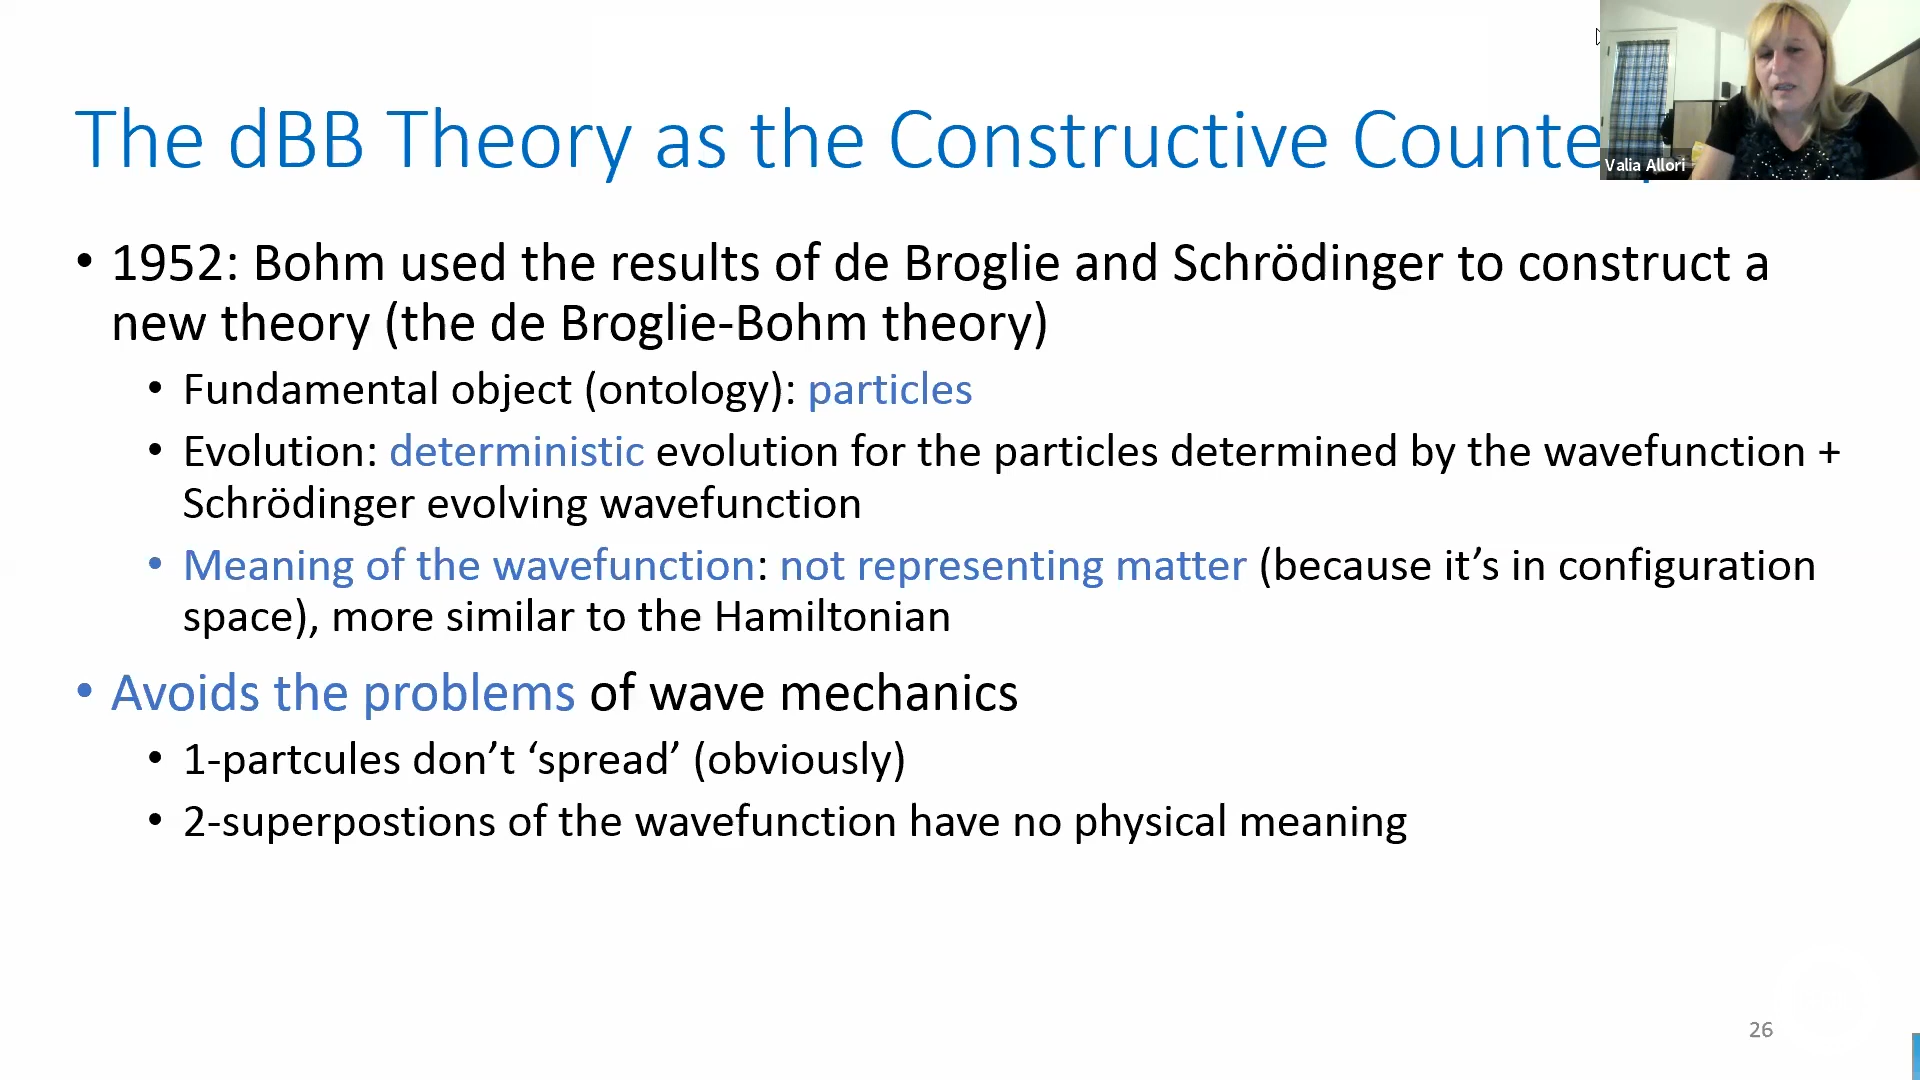 The dBB Theory as the Constructive Counte
Valia Allori
• 1952: Bohm used the results of de Broglie and Schrödinger to construct a
new theory (the de Broglie-Bohm theory)
• Fundamental object (ontology): particles
• Evolution: deterministic evolution for the particles determined by the wavefunction +
Schrödinger evolving wavefunction
• Meaning of the wavefunction: not representing matter (because it’s in configuration
space), more similar to the Hamiltonian
• Avoids the problems of wave mechanics
• 1-partcules don’t ‘spread’ (obviously)
• 2-superpostions of the wavefunction have no physical meaning
26